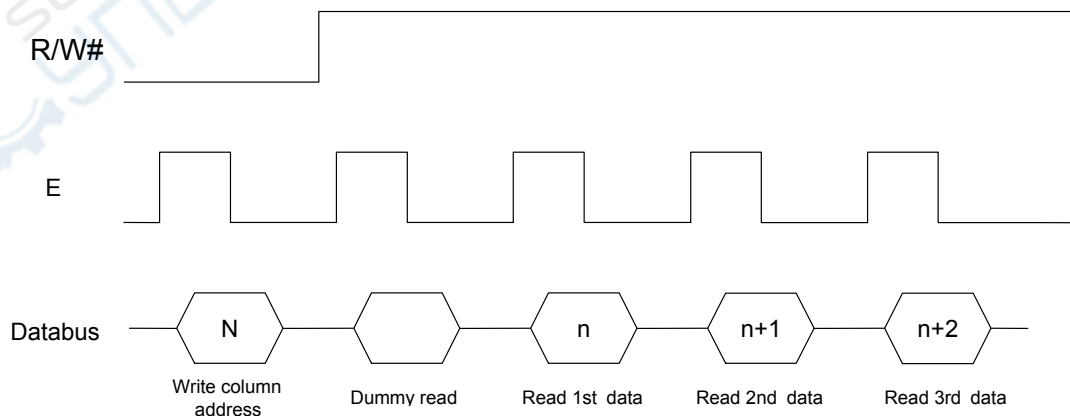 R/W#
E
Databus
N
n
n+1
n+2
Write column
address
Dummy read
Read 1st data
Read 2nd data
Read 3rd data